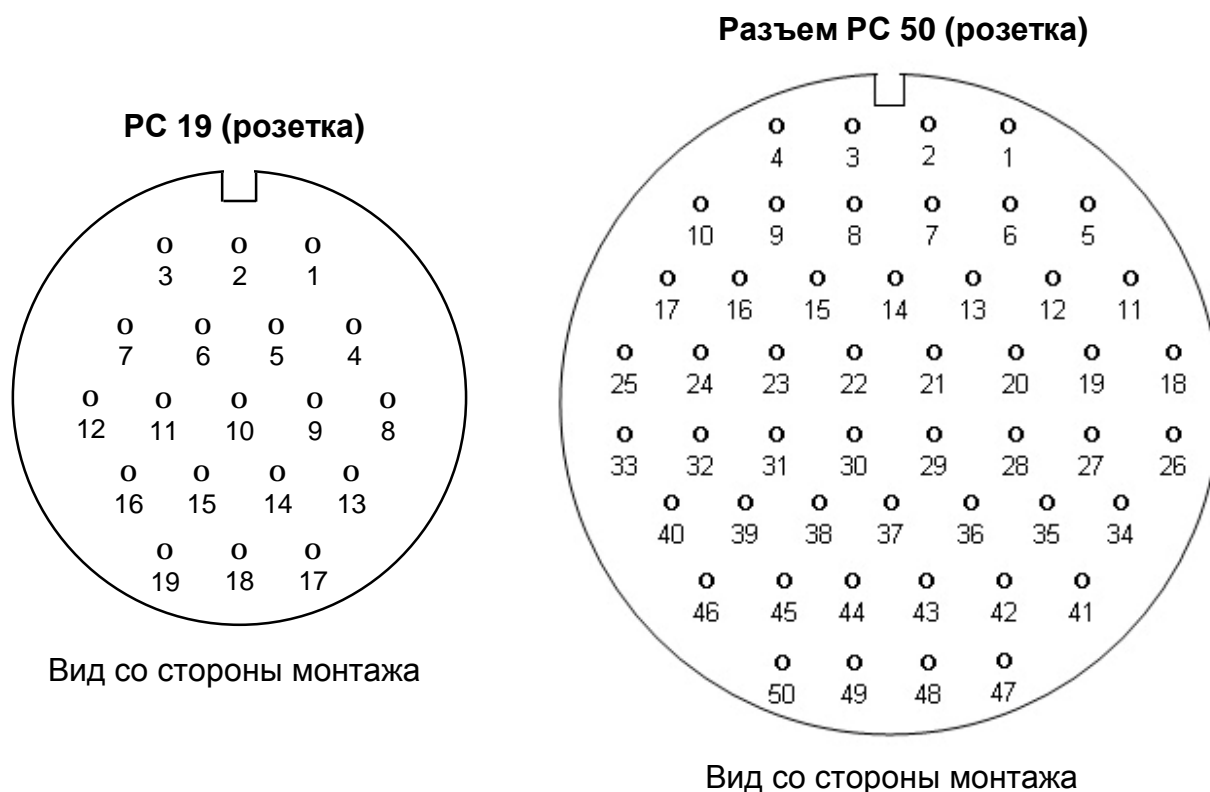 РС 19 (розетка)
3 2 1
7 6 5 4
12 11 10 9 8
16 15 14 13
19 18 17
Вид со стороны монтажа
Разъем РС 50 (розетка)
4 3 2 1
10 9 8 7 6 5
17 16 15 14 13 12 11
25 24 23 22 21 20 19 18
33 32 31 30 29 28 27 26
40 39 38 37 36 35 34
46 45 44 43 42 41
50 49 48 47
Вид со стороны монтажа